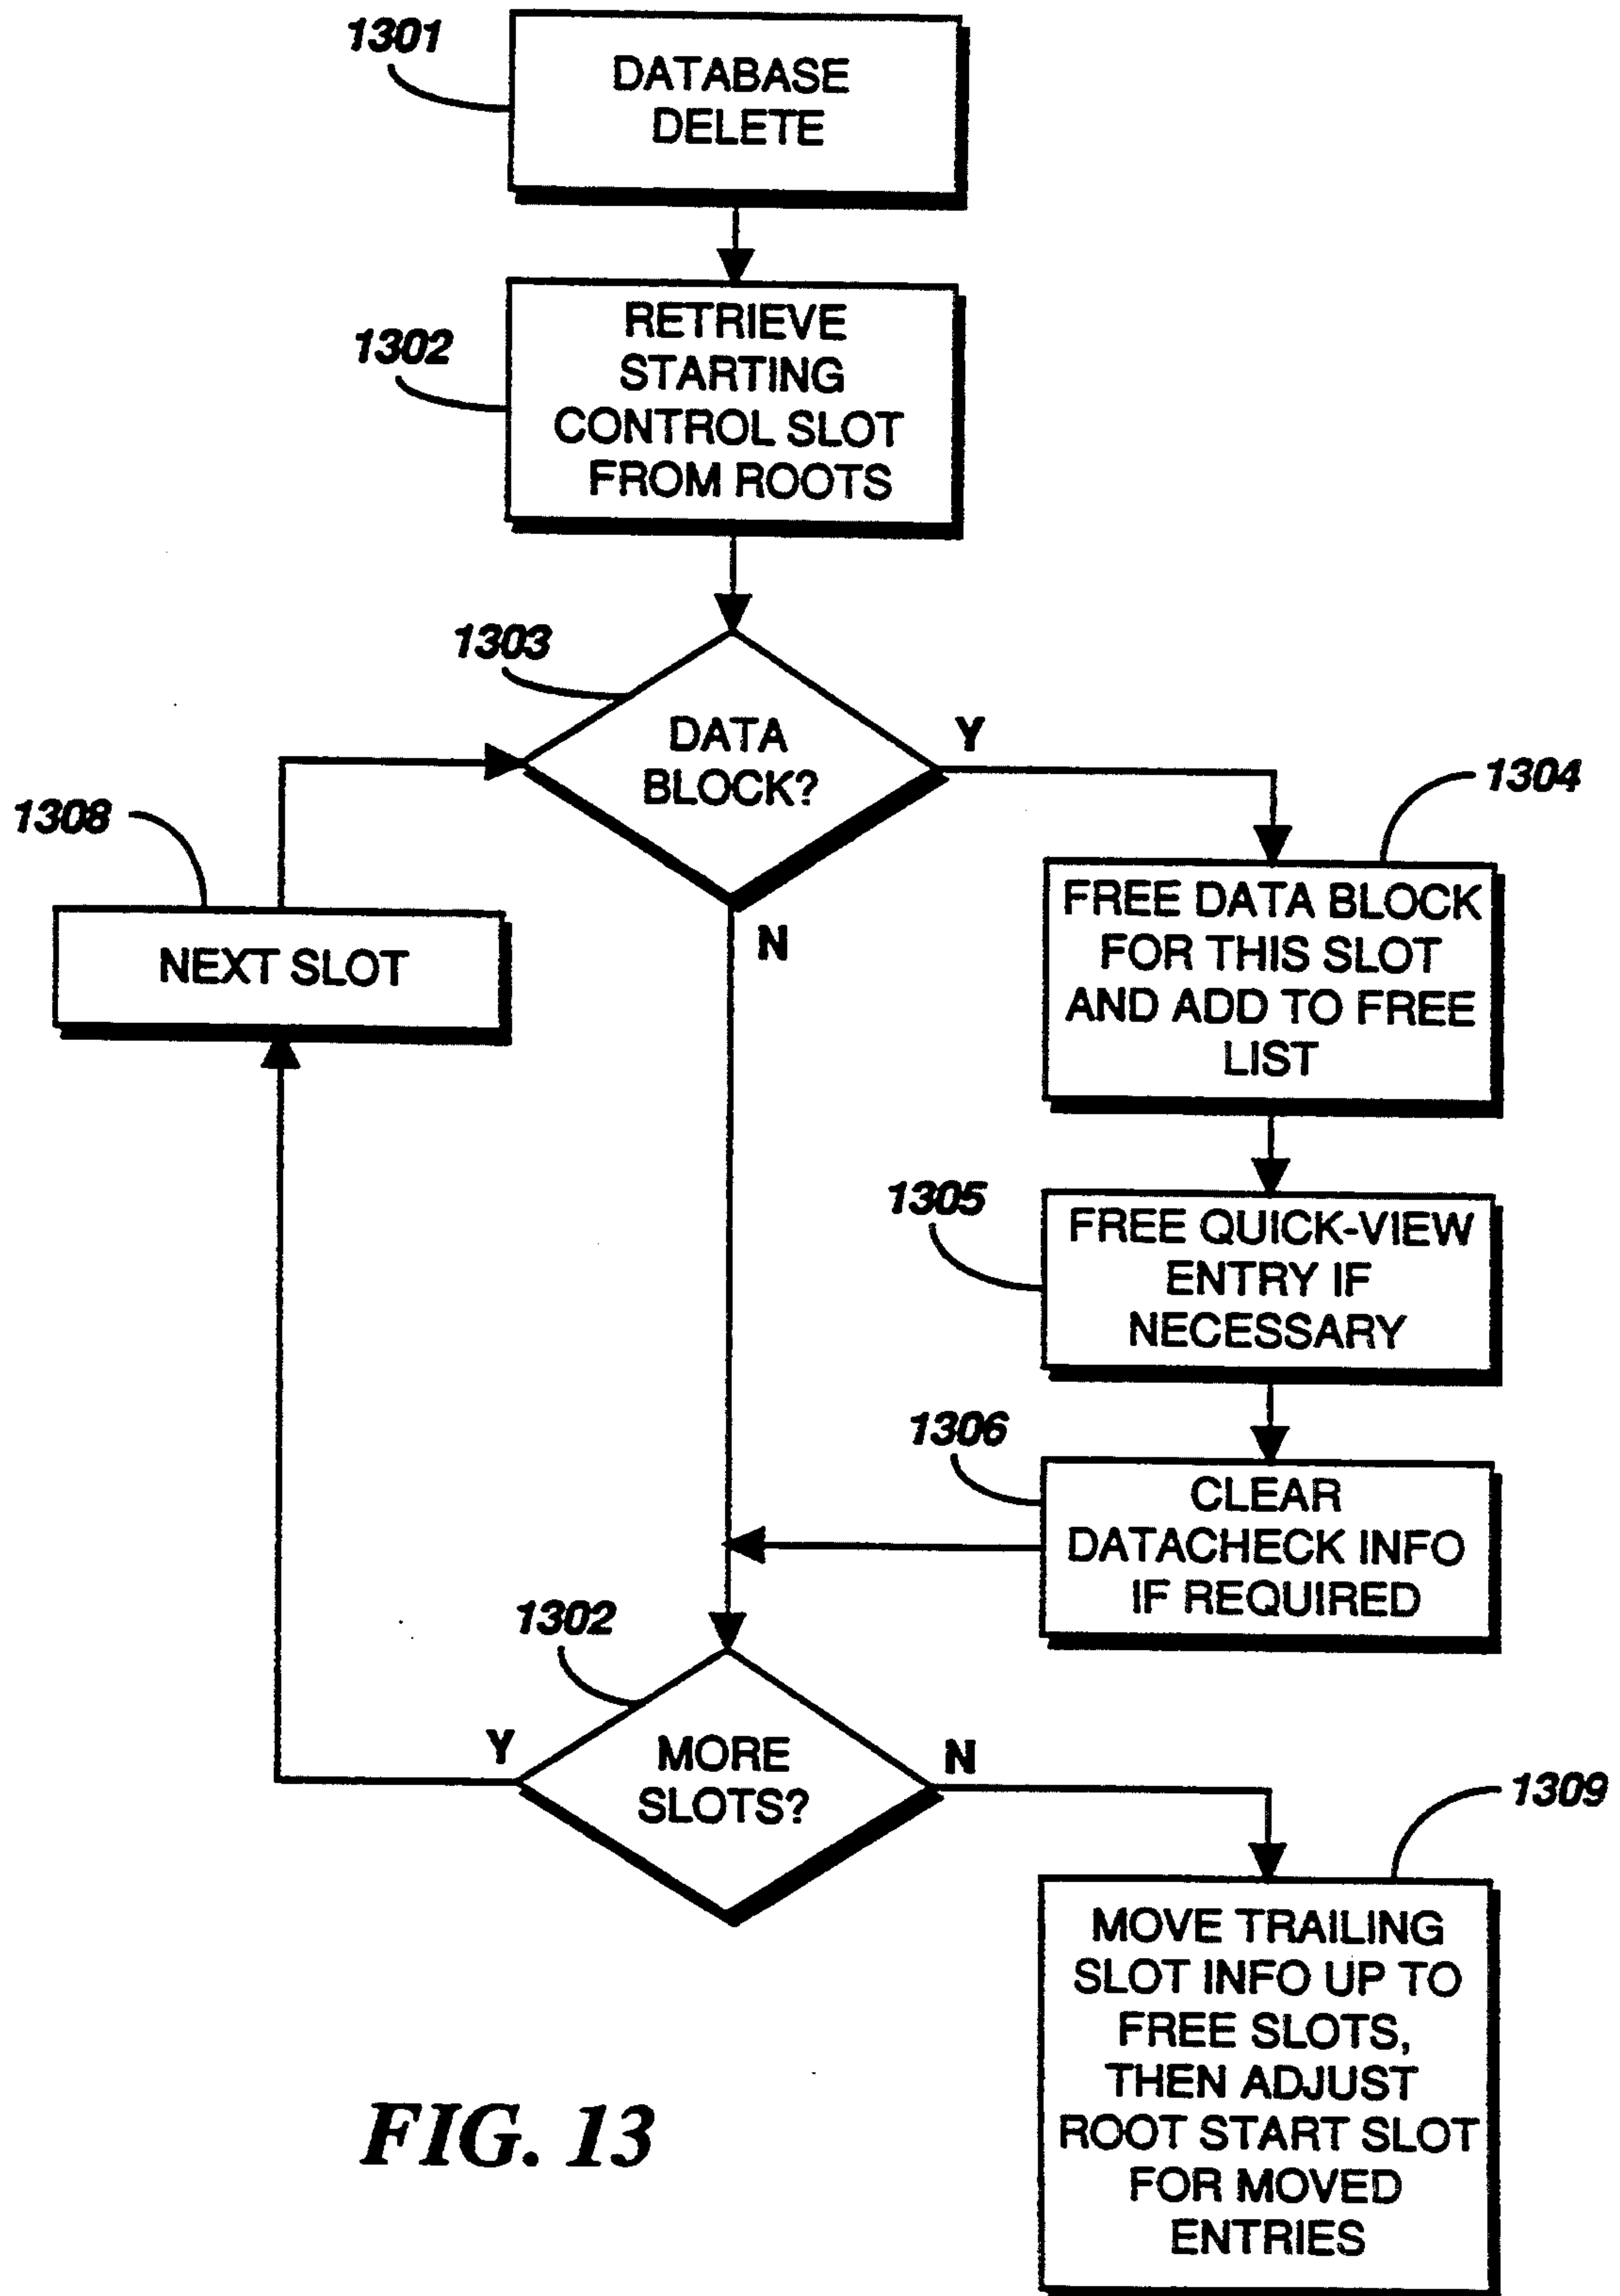 1301
DATABASE
DELETE
1302
RETRIEVE
STARTING
CONTROL SLOT
FROM ROOTS
1303
DATA
BLOCK?
Y
N
1304
FREE DATA BLOCK
FOR THIS SLOT
AND ADD TO FREE
LIST
1308
NEXT SLOT
1305
FREE QUICK-VIEW
ENTRY IF
NECESSARY
1306
CLEAR
DATACHECK INFO
IF REQUIRED
1302
MORE
SLOTS?
Y
N
1309
MOVE TRAILING
SLOT INFO UP TO
FREE SLOTS,
THEN ADJUST
ROOT START SLOT
FOR MOVED
ENTRIES
FIG. 13